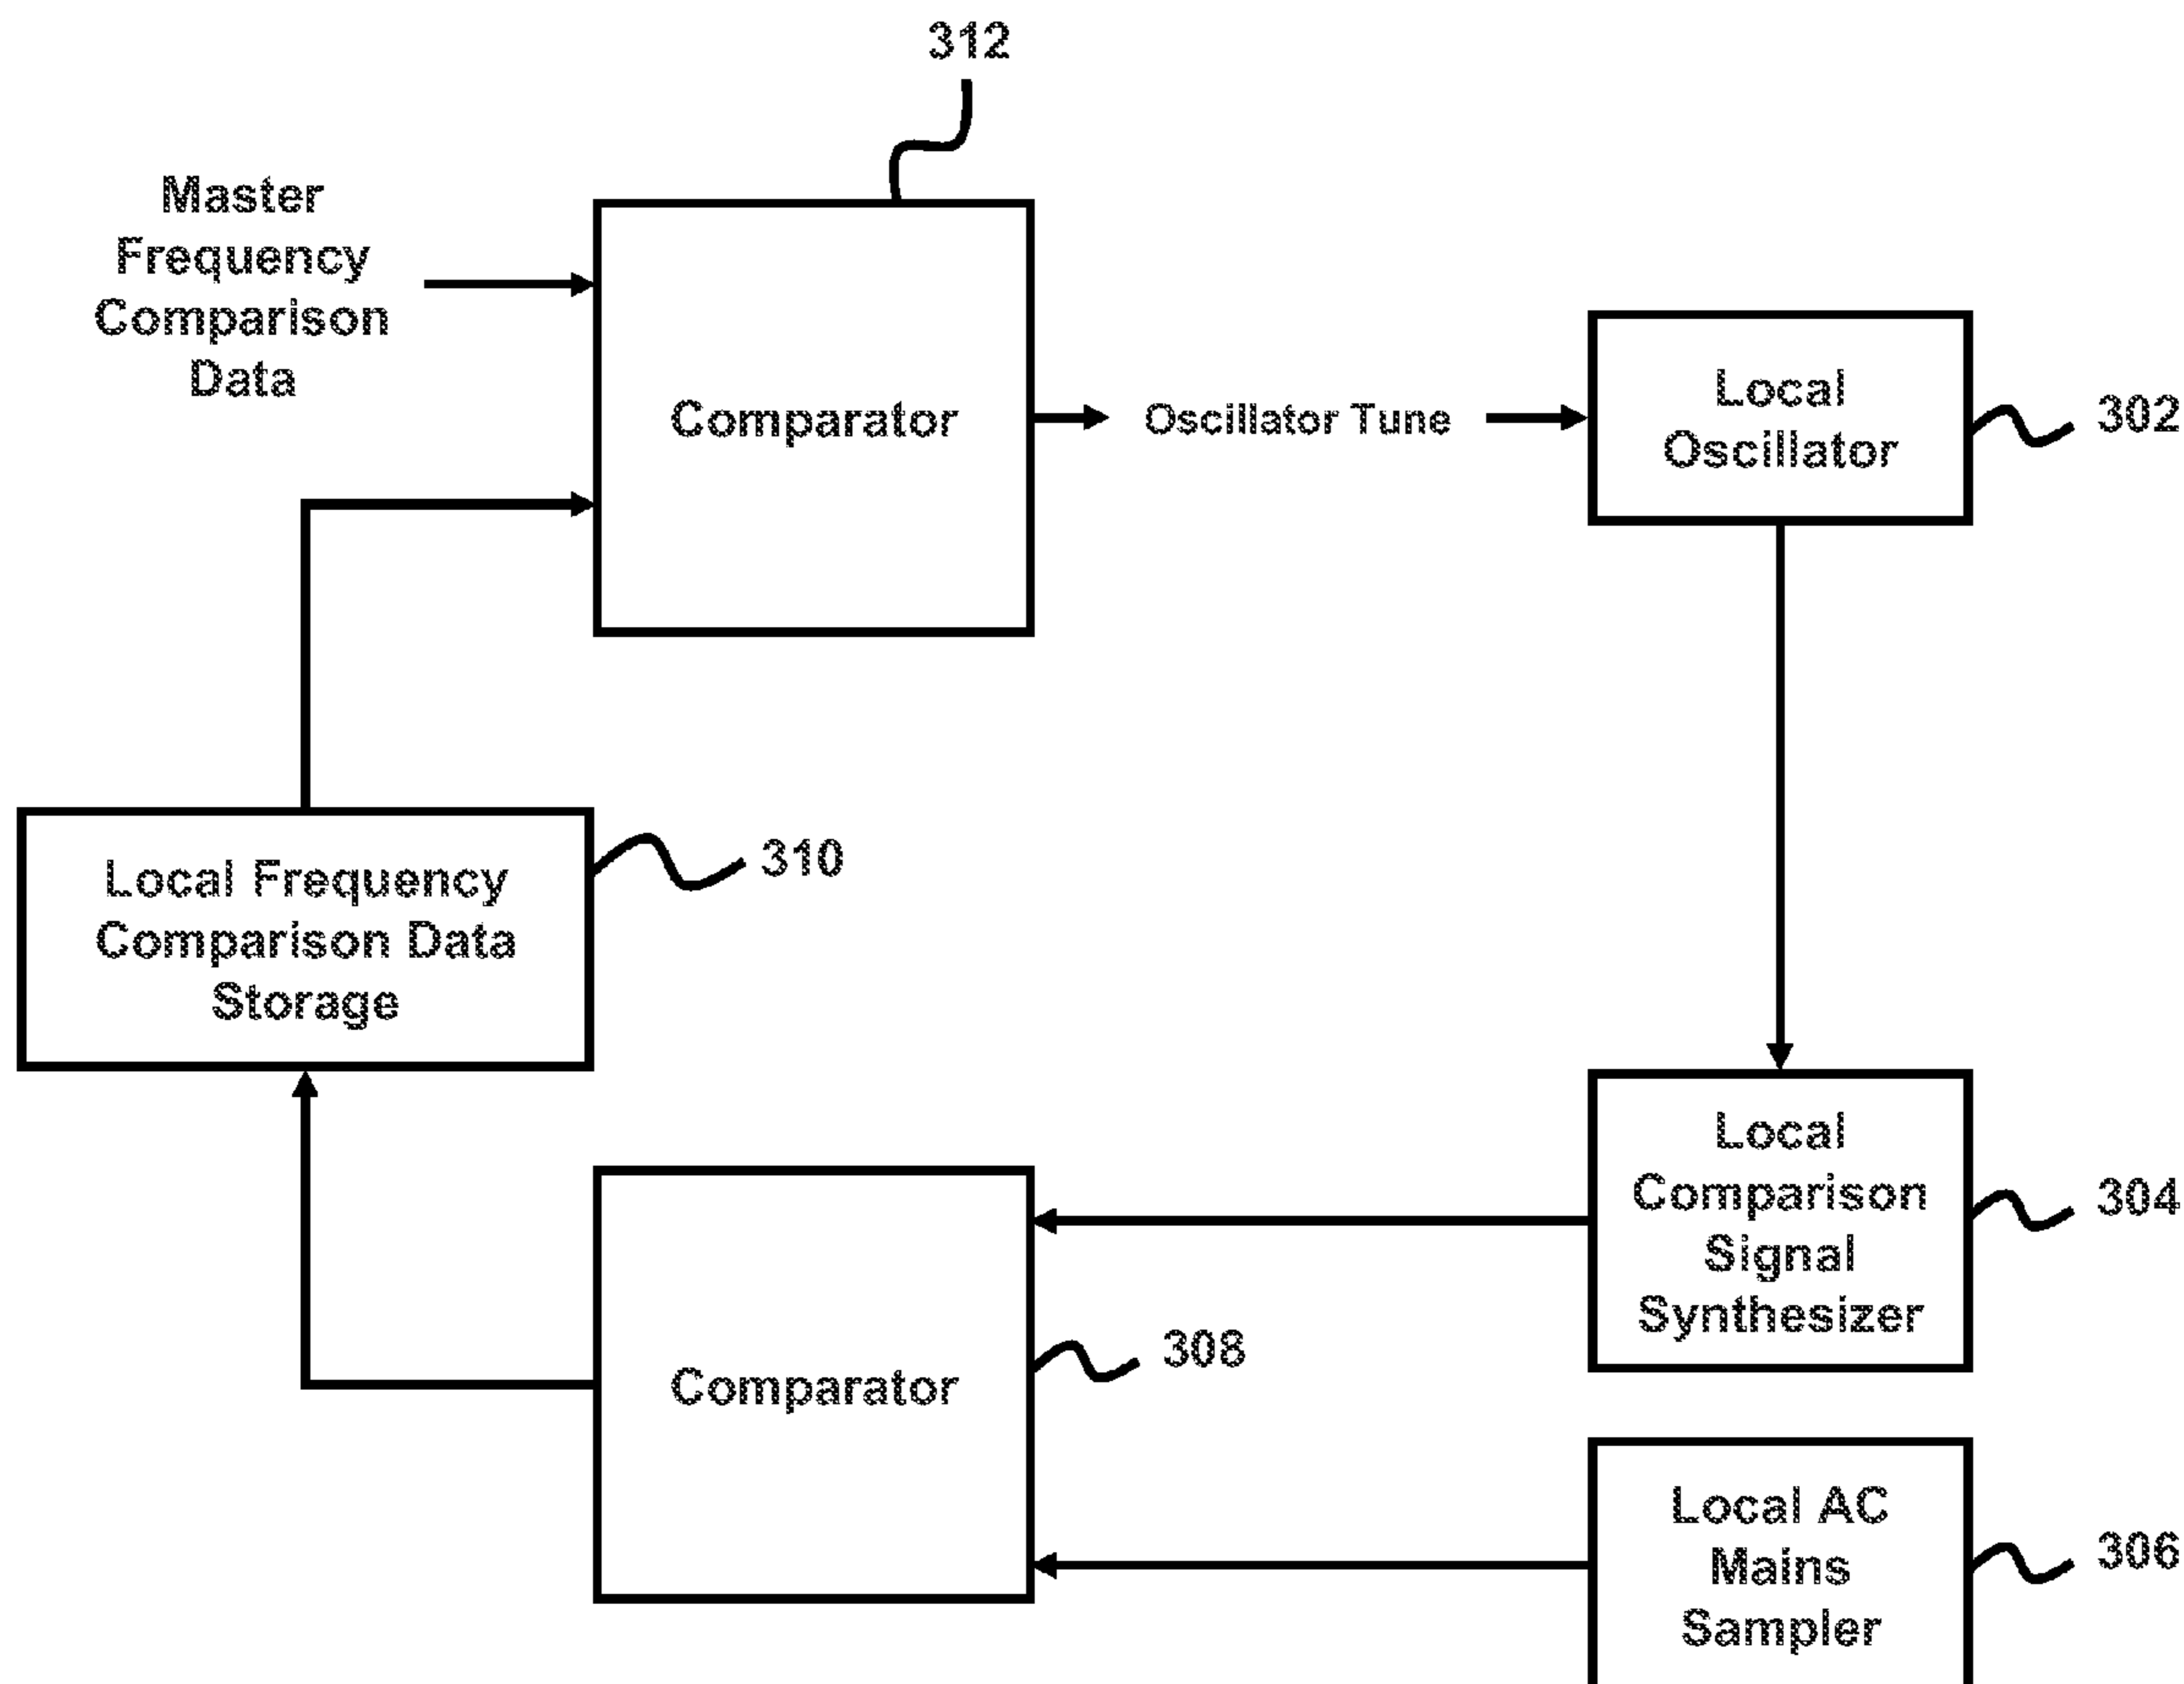 312
Master
Frequency
Comparison
Data
Comparator
Oscillator Tune
Local
Oscillator
302
Local Frequency
Comparison Data
Storage
310
Local
Comparison
Signal
Synthesizer
304
Comparator
308
Local AC
Mains
Sampler
306